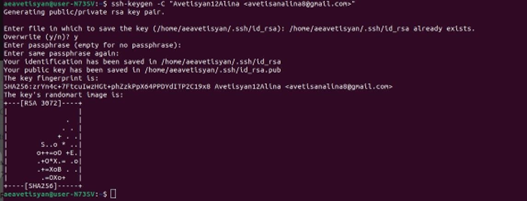 aeavetisyan@user-N73SV:~$ ssh-keygen -C "Avetisyan12Alina <avetisanalina8@gmail.com>"
Generating public/private rsa key pair.
Enter file in which to save the key (/home/aeavetisyan/.ssh/id_rsa): /home/aeavetisyan/.ssh/id_rsa already exists.
Overwrite (y/n)? y
Enter passphrase (empty for no passphrase):
Enter same passphrase again:
Your identification has been saved in /home/aeavetisyan/.ssh/id_rsa
Your public key has been saved in /home/aeavetisyan/.ssh/id_rsa.pub
The key fingerprint is:
SHA256:zrYn4c+7FtcuIwzHGt+phZzkPpX64PPDYdITPZC19x8 Avetisyan12Alina <avetisanalina8@gmail.com>
The key's randomart image is:
+---[RSA 3072]----+
|                 |
|              .  |
|             . . |
|            + . .|
|       S..o * ..|
|      o++=oO +E.|
|      .+O*X.= .o|
|      .+=XoB . .|
|       .=OXo+   |
+----[SHA256]-----+
aeavetisyan@user-N73SV:~$